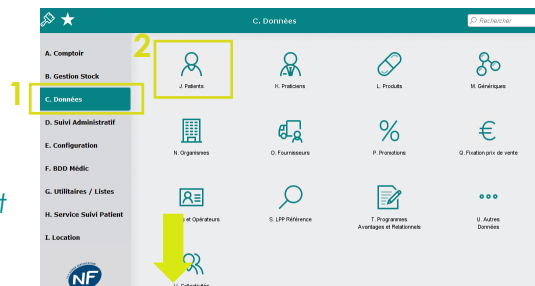 C. Données
Rechercher
A. Comptoir
B. Gestion Stock
C. Données
D. Suivi Administratif
E. Configuration
F. BDD Médic
G. Utilitaires / Listes
H. Service Suivi Patient
I. Location
NF
1
2
t
J. Patients
K. Praticiens
L. Produits
M. Génériques
N. Organismes
O. Fournisseurs
P. Promotions
Q. Fixation prix de vente
et Opérateurs
S. LPP Référence
T. Programmes
Avantages et Relationnels
U. Autres
Données